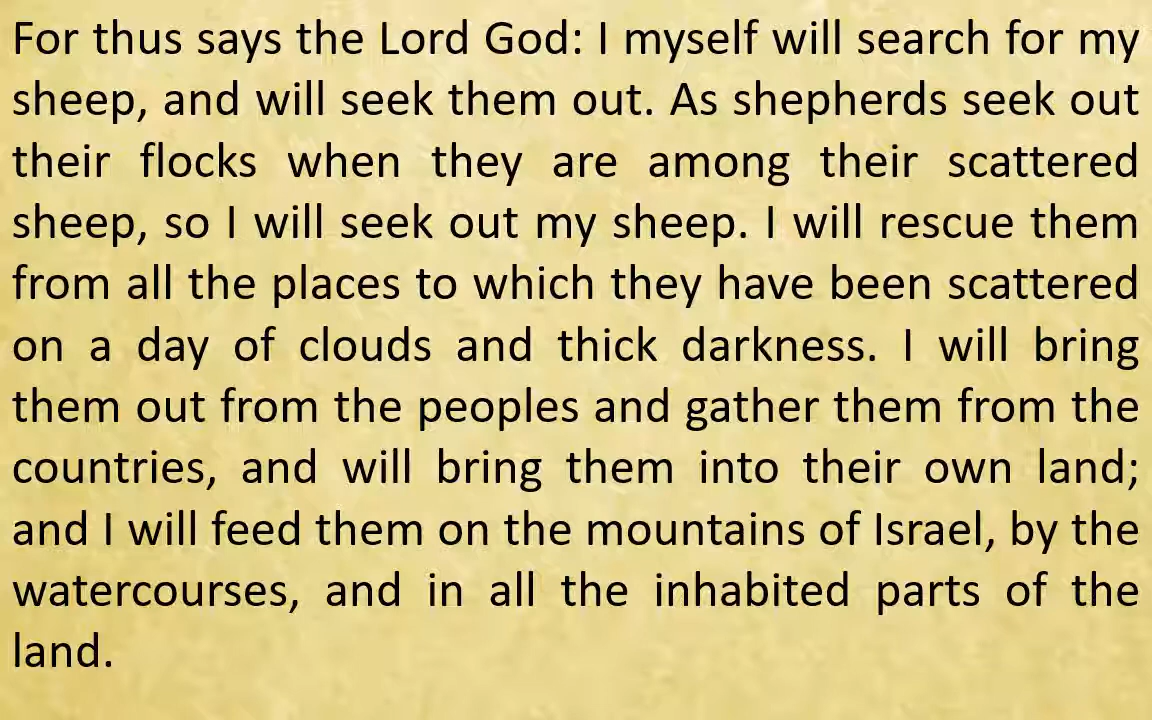 For thus says the Lord God: I myself will search for my
sheep, and will seek them out. As shepherds seek out
their flocks when they are among their scattered
sheep, so I will seek out my sheep. I will rescue them
from all the places to which they have been scattered
on a day of clouds and thick darkness. I will bring
them out from the peoples and gather them from the
countries, and will bring them into their own land;
and I will feed them on the mountains of Israel, by the
watercourses, and in all the inhabited parts of the
land.